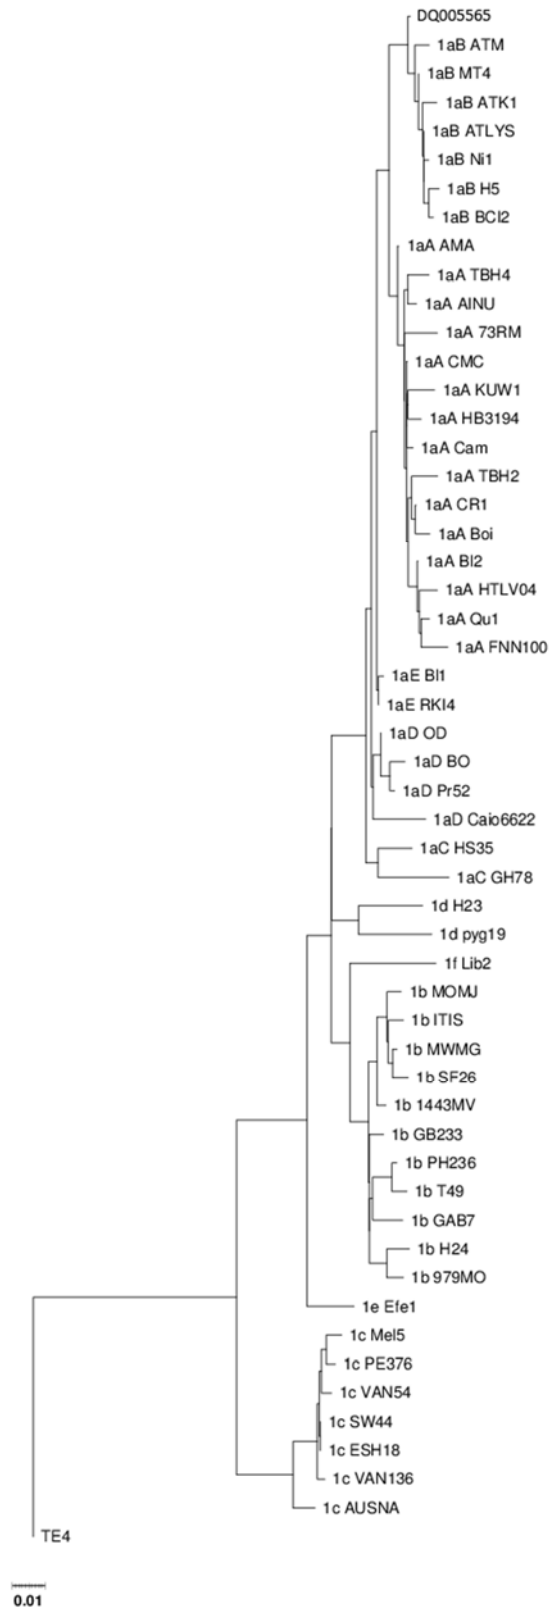 DQ005565
1aB ATM
1aB MT4
1aB ATK1
1aB ATLYS
1aB Ni1
1aB H5
1aB BCI2
1aA AMA
1aA TBH4
1aA AINU
1aA 73RM
1aA CMC
1aA KUW1
1aA HB3194
1aA Cam
1aA TBH2
1aA CR1
1aA Boi
1aA BI2
1aA HTLV04
1aA Qu1
1aA FNN100
1aE BI1
1aE RKI4
1aD OD
1aD BO
1aD Pr52
1aD Caio6622
1aC HS35
1aC GH78
1d H23
1d pyg19
1f Lib2
1b MOMJ
1b ITIS
1b MWMG
1b SF26
1b 1443MV
1b GB233
1b PH236
1b T49
1b GAB7
1b H24
1b 979MO
1e Efe1
1c Mel5
1c PE376
1c VAN54
1c SW44
1c ESH18
1c VAN136
1c AUSNA
TE4
0.01